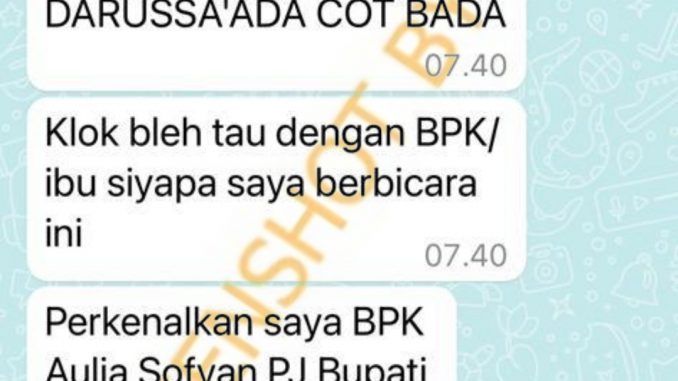 DARUSSA'ADA COT BADA
07.40
Klok bleh tau dengan BPK/
ibu siyapa saya berbicara
ini
07.40
Perkenalkan saya BPK
Aulia Sofyan PJ Bupati